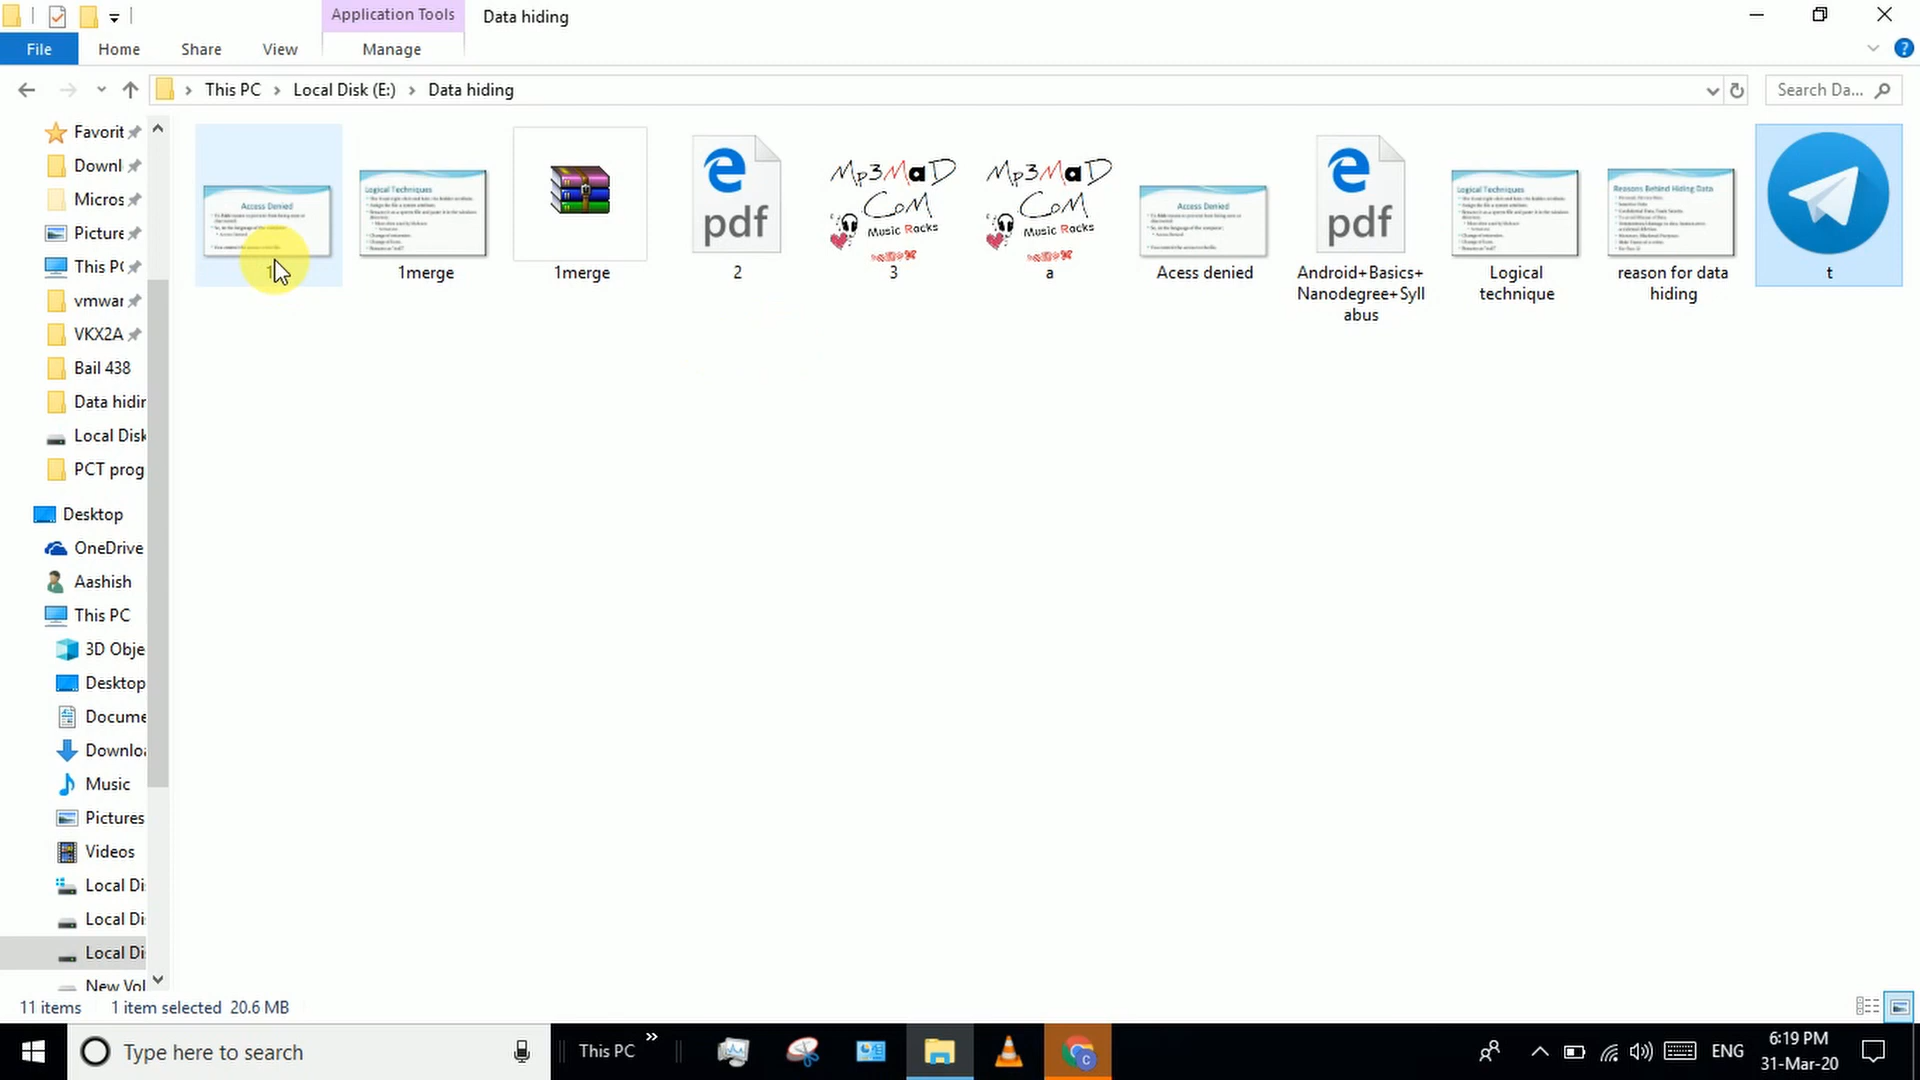 Application Tools
Data hiding
File
Home
Share
View
Manage
This PC
Local Disk (E:)
Data hiding
Search Da...
Favorit
Downl
Micros
Picture
This PC
vmwar
VKX2A
Bail 438
Data hidir
Local Disk
PCT prog
Desktop
OneDrive
Aashish
This PC
3D Obje
Desktop
Docume
Downloa
Music
Pictures
Videos
Local Di
Local Di
Local Di
New Vol
Access Denied
1
Logical Techniques
1merge
1merge
pdf
2
Mp3MaD
CoM
Music Rocks
3
Mp3MaD
CoM
Music Rocks
a
Access Denied
Acess denied
pdf
Android+Basics+
Nanodegree+Syll
abus
Logical Techniques
Logical
technique
Reasons Behind Hiding Data
reason for data
hiding
t
11 items
1 item selected 20.6 MB
Type here to search
This PC
ENG
6:19 PM
31-Mar-20